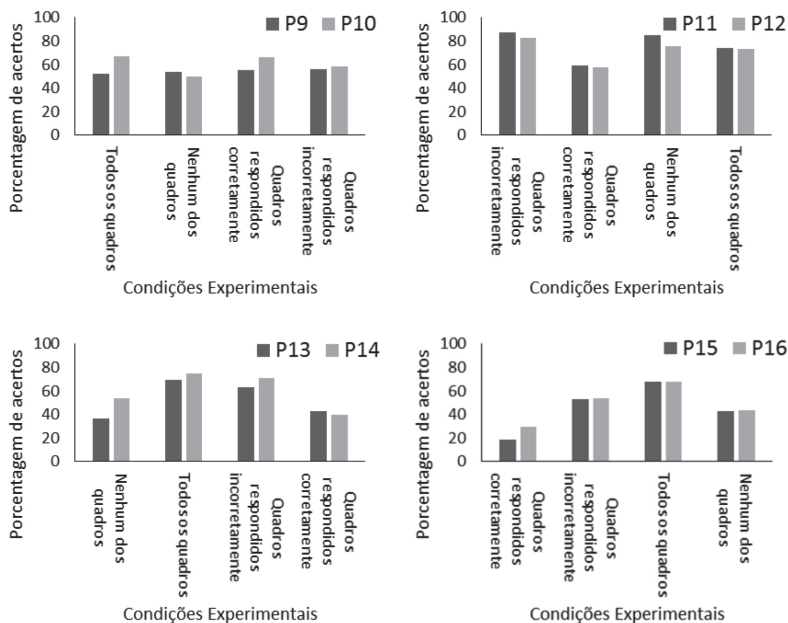 Porcentagem de acertos
100
80
60
40
20
0
P9 P10
Todos os quadros
Nenhum dos
quadros
Quadros
respondidos
corretamente
Quadros
respondidos
incorretamente
Condições Experimentais
Porcentagem de acertos
100
80
60
40
20
0
P11 P12
Quadros
respondidos
incorretamente
Quadros
respondidos
corretamente
Nenhum dos
quadros
Todos os quadros
Condições Experimentais
Porcentagem de acertos
100
80
60
40
20
0
P13 P14
Nenhum dos
quadros
Todos os quadros
Quadros
respondidos
incorretamente
Quadros
respondidos
corretamente
Condições Experimentais
Porcentagem de acertos
100
80
60
40
20
0
P15 P16
Quadros
respondidos
corretamente
Quadros
respondidos
incorretamente
Todos os quadros
Nenhum dos
quadros
Condições Experimentais